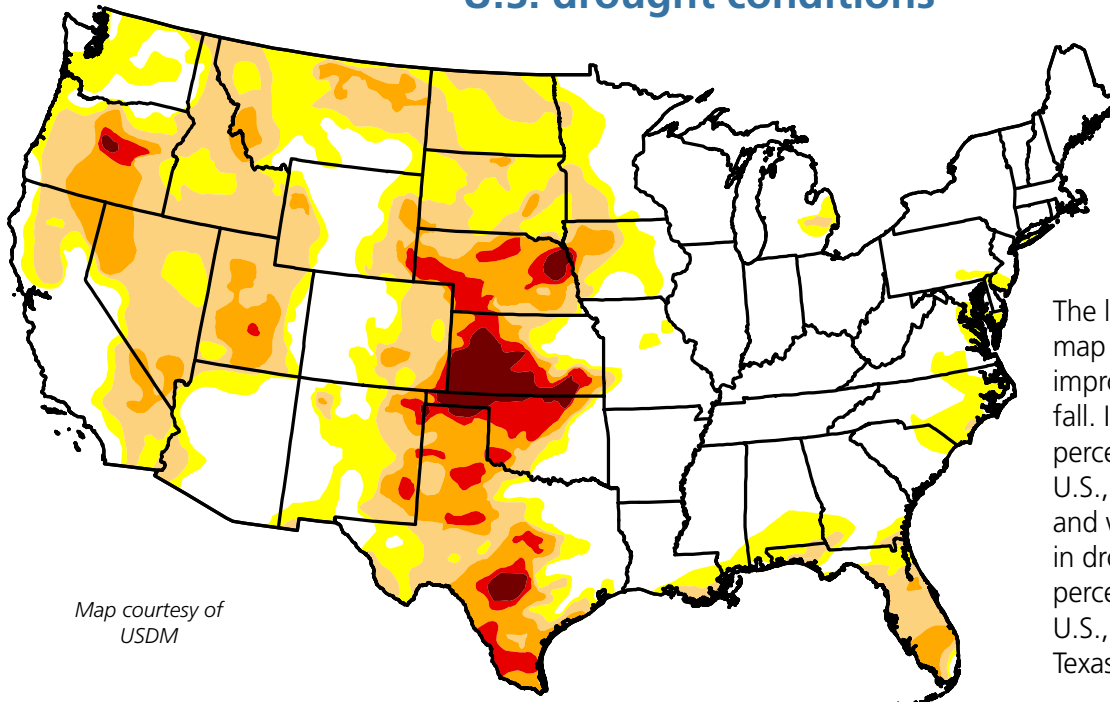 U.S. drought conditions
The l
map
impro
fall. I
perce
U.S.,
and v
in dro
perce
U.S.,
Texas
Map courtesy of
USDM